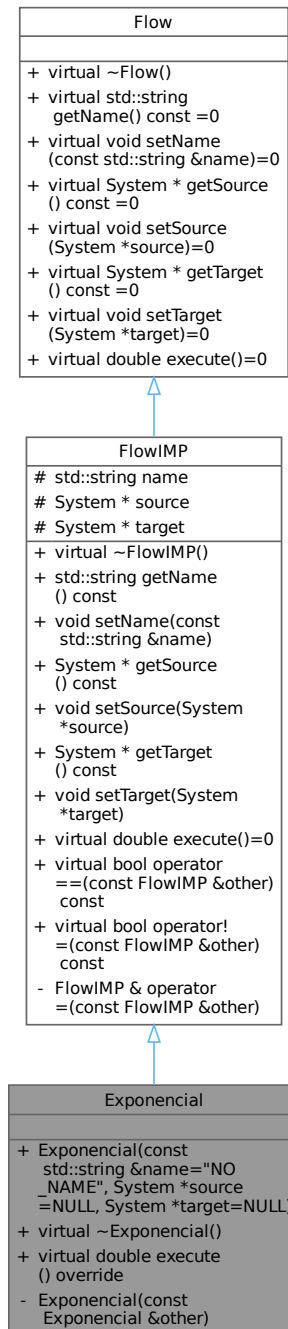 Flow
+ virtual ~Flow()
+ virtual std::string
getName() const =0
+ virtual void setName
(const std::string &name)=0
+ virtual System * getSource
() const =0
+ virtual void setSource
(System *source)=0
+ virtual System * getTarget
() const =0
+ virtual void setTarget
(System *target)=0
+ virtual double execute()=0
FlowIMP
# std::string name
# System * source
# System * target
+ virtual ~FlowIMP()
+ std::string getName
() const
+ void setName(const
std::string &name)
+ System * getSource
() const
+ void setSource(System
*source)
+ System * getTarget
() const
+ void setTarget(System
*target)
+ virtual double execute()=0
+ virtual bool operator
==(const FlowIMP &other)
const
+ virtual bool operator!
=(const FlowIMP &other)
const
- FlowIMP & operator
=(const FlowIMP &other)
Exponencial
+ Exponencial(const
std::string &name="NO
_NAME", System *source
=NULL, System *target=NULL)
+ virtual ~Exponencial()
+ virtual double execute
() override
- Exponencial(const
Exponencial &other)